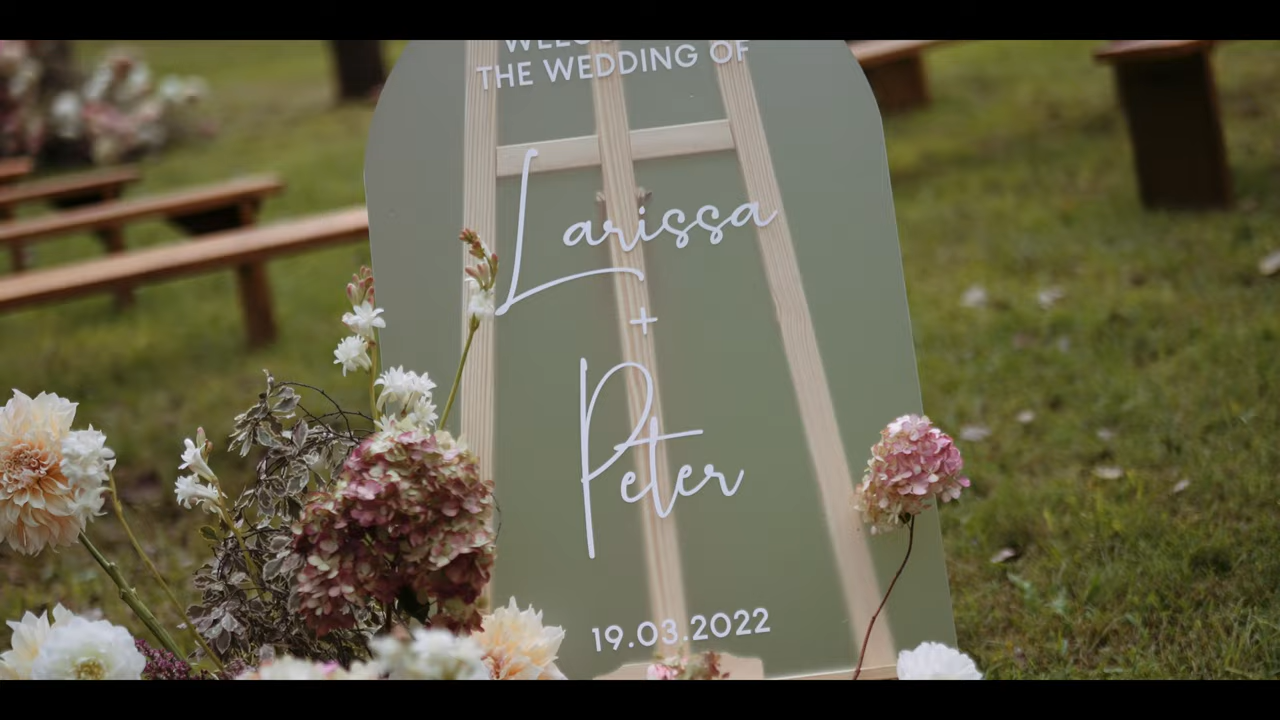 THE WEDDING OF
Larissa
+
Peter
19.03.2022